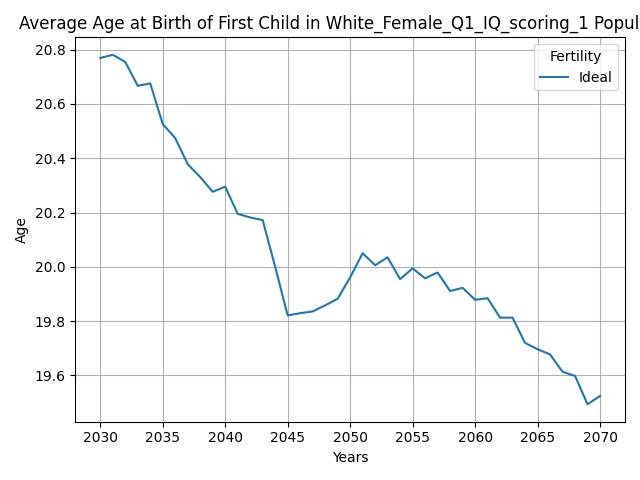 Average Age at Birth of First Child in White_Female_Q1_IQ_scoring_1 Popul
20.8
20.6
20.4
20.2
20.0
19.8
19.6
Age
Fertility
Ideal
2030 2035 2040 2045 2050 2055 2060 2065 2070
Years